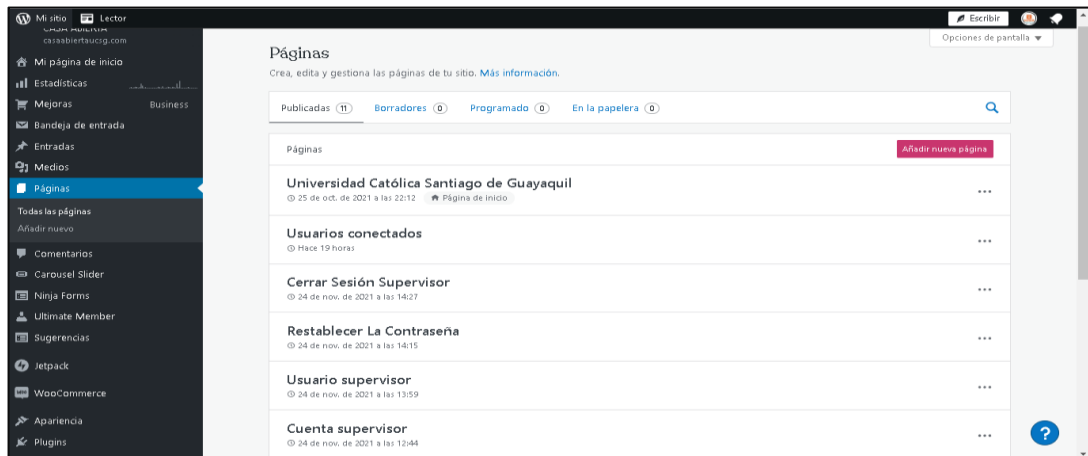 Mi sitio
Lector
Escribir
CASA ABIERTA
casaabiertaucsg.com
Mi página de inicio
Estadísticas
Mejoras Business
Bandeja de entrada
Entradas
Medios
Páginas
Todas las páginas
Añadir nuevo
Comentarios
Carousel Slider
Ninja Forms
Ultimate Member
Sugerencias
Jetpack
WooCommerce
Apariencia
Plugins
Opciones de pantalla
Páginas
Crea, edita y gestiona las páginas de tu sitio. Más información.
Publicadas 11 Borradores 0 Programado 0 En la papelera 0
Páginas
Añadir nueva página
Universidad Católica Santiago de Guayaquil
25 de oct. de 2021 a las 22:12 Página de inicio
Usuarios conectados
Hace 19 horas
Cerrar Sesión Supervisor
24 de nov. de 2021 a las 14:27
Restablecer La Contraseña
24 de nov. de 2021 a las 14:15
Usuario supervisor
24 de nov. de 2021 a las 13:59
Cuenta supervisor
24 de nov. de 2021 a las 12:44
?